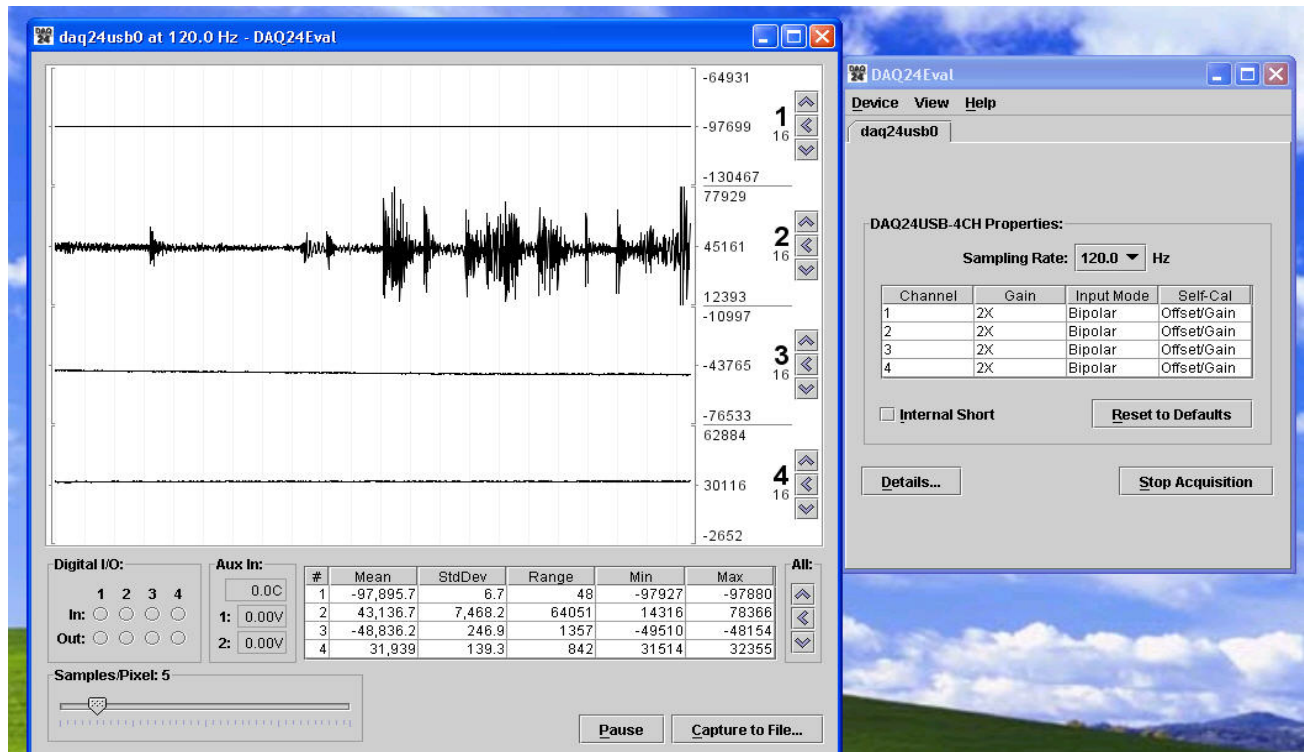 DAQ 24 daq24usb0 at 120.0 Hz - DAQ24Eval
-64931
-97699
-130467
1
16
77929
45161
12393
2
16
-10997
-43765
-76533
3
16
62884
30116
-2652
4
16
Digital I/O:
1 2 3 4
In:
Out:
Aux In:
0.0C
1: 0.00V
2: 0.00V
# Mean StdDev Range Min Max
1 -97,895.7 6.7 48 -97927 -97880
2 43,136.7 7,468.2 64051 14316 78366
3 -48,836.2 246.9 1357 -49510 -48154
4 31,939 139.3 842 31514 32355
All:
Samples/Pixel: 5
Pause Capture to File...
DAQ 24 DAQ24Eval
Device View Help
daq24usb0
DAQ24USB-4CH Properties:
Sampling Rate: 120.0 Hz
Channel Gain Input Mode Self-Cal
1 2X Bipolar Offset/Gain
2 2X Bipolar Offset/Gain
3 2X Bipolar Offset/Gain
4 2X Bipolar Offset/Gain
Internal Short Reset to Defaults
Details... Stop Acquisition